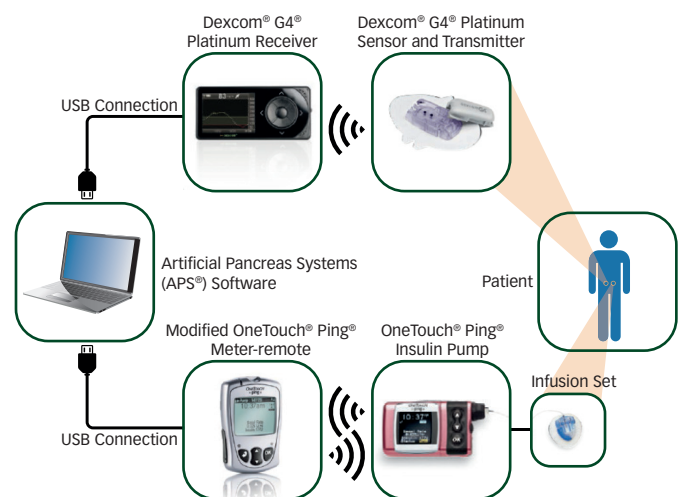 Dexcom® G4®
Platinum Receiver
Dexcom® G4® Platinum
Sensor and Transmitter
USB Connection
Artificial Pancreas Systems
(APS®) Software
Patient
Modified OneTouch® Ping®
Meter-remote
OneTouch® Ping®
Insulin Pump
Infusion Set
USB Connection